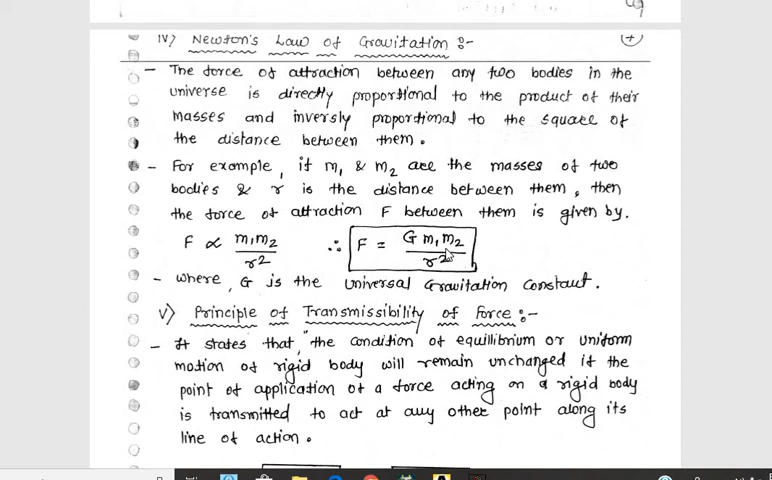 IV) Newton's Law of Gravitation :-
- The force of attraction between any two bodies in the
universe is directly proportional to the product of their
masses and inversly proportional to the square of
the distance between them.
- For example, if m₁ & m₂ are the masses of two
bodies & r is the distance between them, then
the force of attraction F between them is given by.
F ∝ m₁m₂/r² ∴ F = G m₁m₂/r²
- where, G is the Universal Gravitation Constant.
V) Principle of Transmissibility of Force :-
- It states that, "the condition of equilibrium or uniform
motion of rigid body will remain unchanged if the
point of application of a force acting on a rigid body
is transmitted to act at any other point along its
line of action.